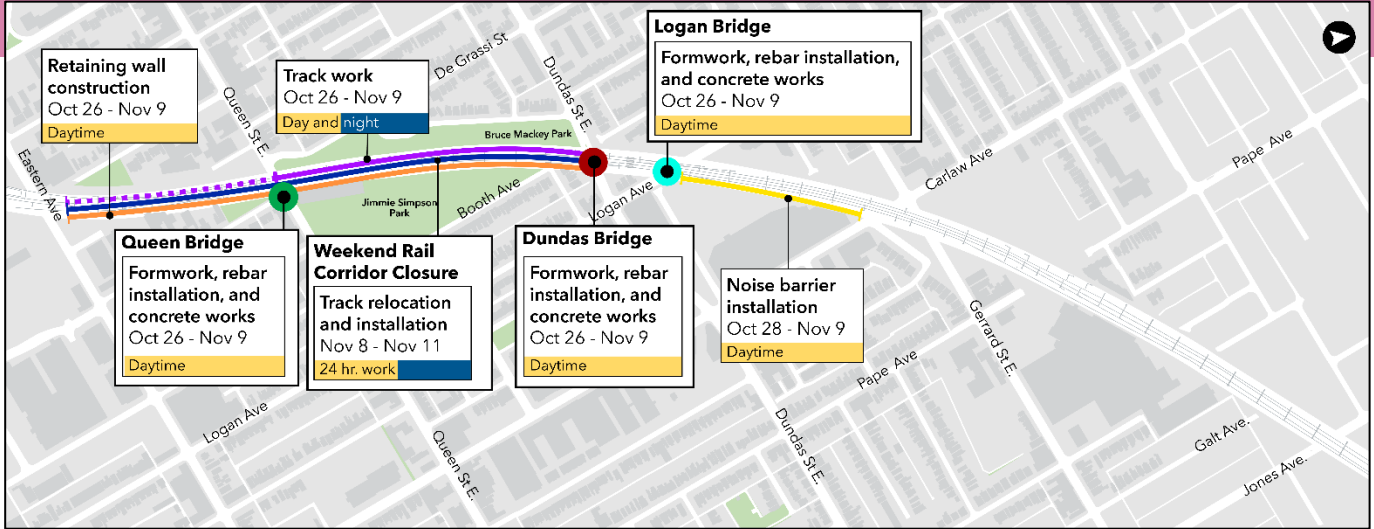 Logan Bridge
Formwork, rebar installation,
and concrete works
Oct 26 - Nov 9
Daytime
Retaining wall
construction
Oct 26 - Nov 9
Daytime
Track work
Oct 26 - Nov 9
Day and night
De Grassi St
Dundas St E.
Queen St E.
Bruce Mackey Park
Eastern Ave
Carlaw Ave
Pape Ave
Jimmie Simpson
Park
Booth Ave
Logan Ave
Queen Bridge
Formwork, rebar
installation, and
concrete works
Oct 26 - Nov 9
Daytime
Weekend Rail
Corridor Closure
Track relocation
and installation
Nov 8 - Nov 11
24 hr. work
Dundas Bridge
Formwork, rebar
installation, and
concrete works
Oct 26 - Nov 9
Daytime
Noise barrier
installation
Oct 28 - Nov 9
Daytime
Gerrard St E.
Pape Ave
Logan Ave
Queen St E.
Dundas St E.
Galt Ave.
Jones Ave.